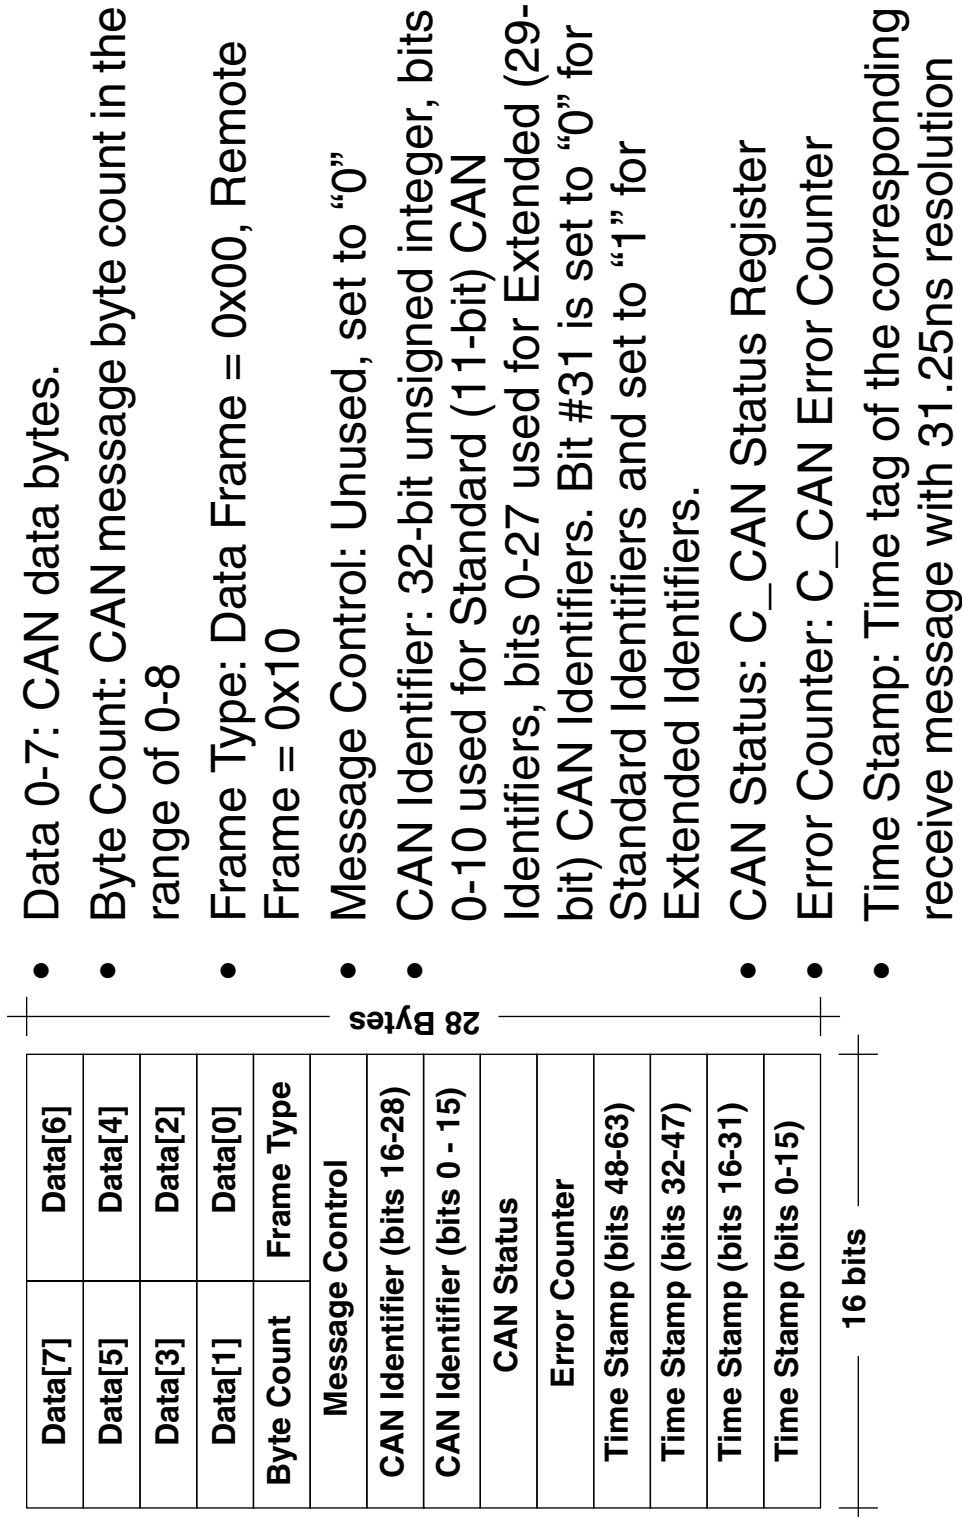 Data[7] Data[6]
Data[5] Data[4]
Data[3] Data[2]
Data[1] Data[0]
Byte Count Frame Type
Message Control
CAN Identifier (bits 16-28)
CAN Identifier (bits 0 - 15)
CAN Status
Error Counter
Time Stamp (bits 48-63)
Time Stamp (bits 32-47)
Time Stamp (bits 16-31)
Time Stamp (bits 0-15)
16 bits
28 Bytes
• Data 0-7: CAN data bytes.
• Byte Count: CAN message byte count in the
range of 0-8
• Frame Type: Data Frame = 0x00, Remote
Frame = 0x10
• Message Control: Unused, set to “0”
• CAN Identifier: 32-bit unsigned integer, bits
0-10 used for Standard (11-bit) CAN
Identifiers, bits 0-27 used for Extended (29-
bit) CAN Identifiers. Bit #31 is set to “0” for
Standard Identifiers and set to “1” for
Extended Identifiers.
• CAN Status: C_CAN Status Register
• Error Counter: C_CAN Error Counter
• Time Stamp: Time tag of the corresponding
receive message with 31.25ns resolution